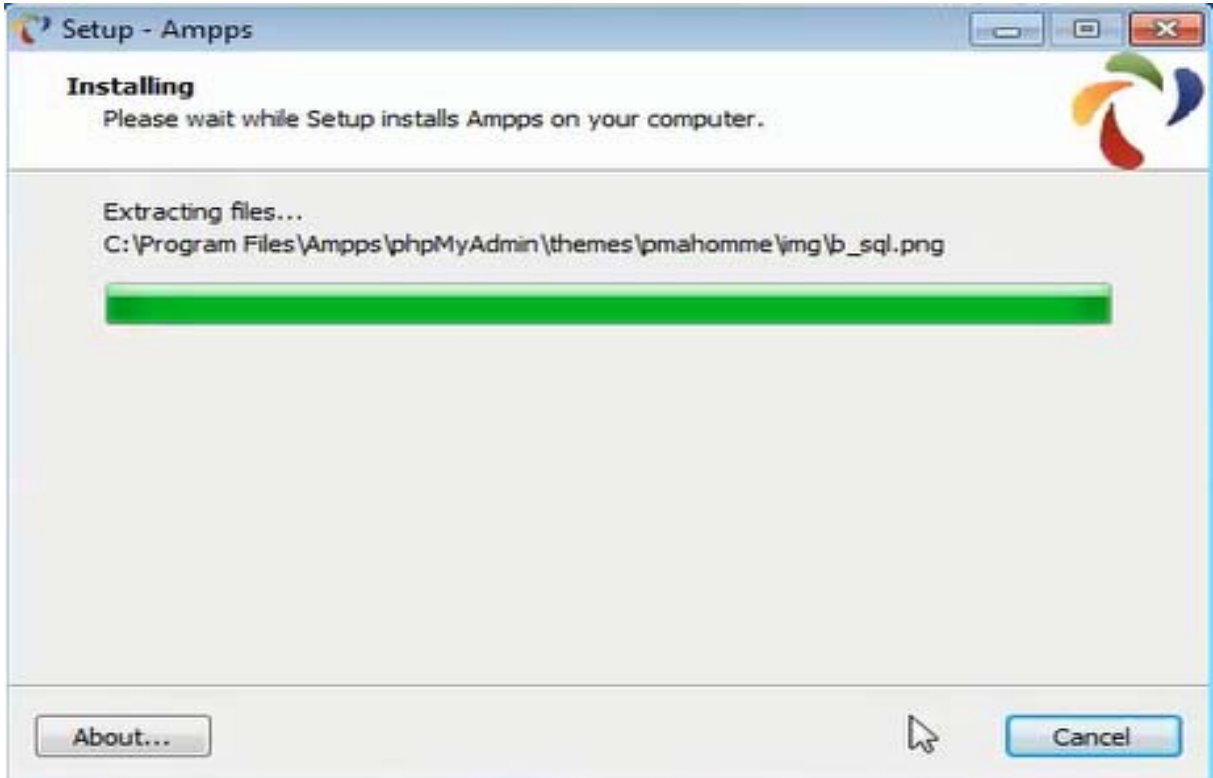 Setup - Ampps
Installing
Please wait while Setup installs Ampps on your computer.
Extracting files...
C:\Program Files\Ampps\phpMyAdmin\themes\pmahomme\img\b_sql.png
About...
Cancel